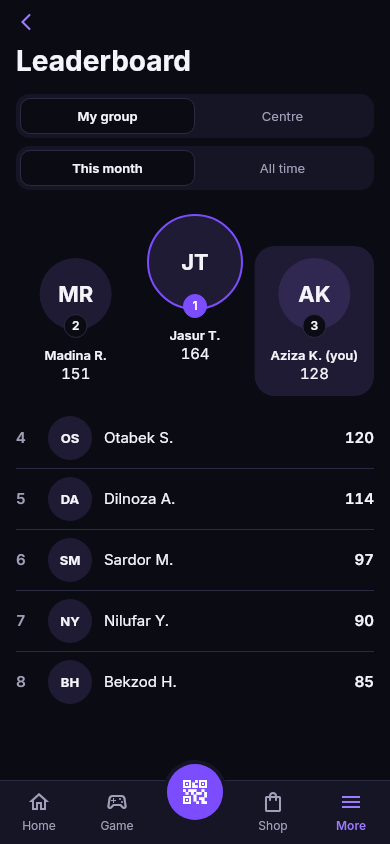 Leaderboard
My group
Centre
This month
All time
MR
2
Madina R.
151
JT
1
Jasur T.
164
AK
3
Aziza K. (you)
128
4 OS Otabek S. 120
5 DA Dilnoza A. 114
6 SM Sardor M. 97
7 NY Nilufar Y. 90
8 BH Bekzod H. 85
Home
Game
Shop
More